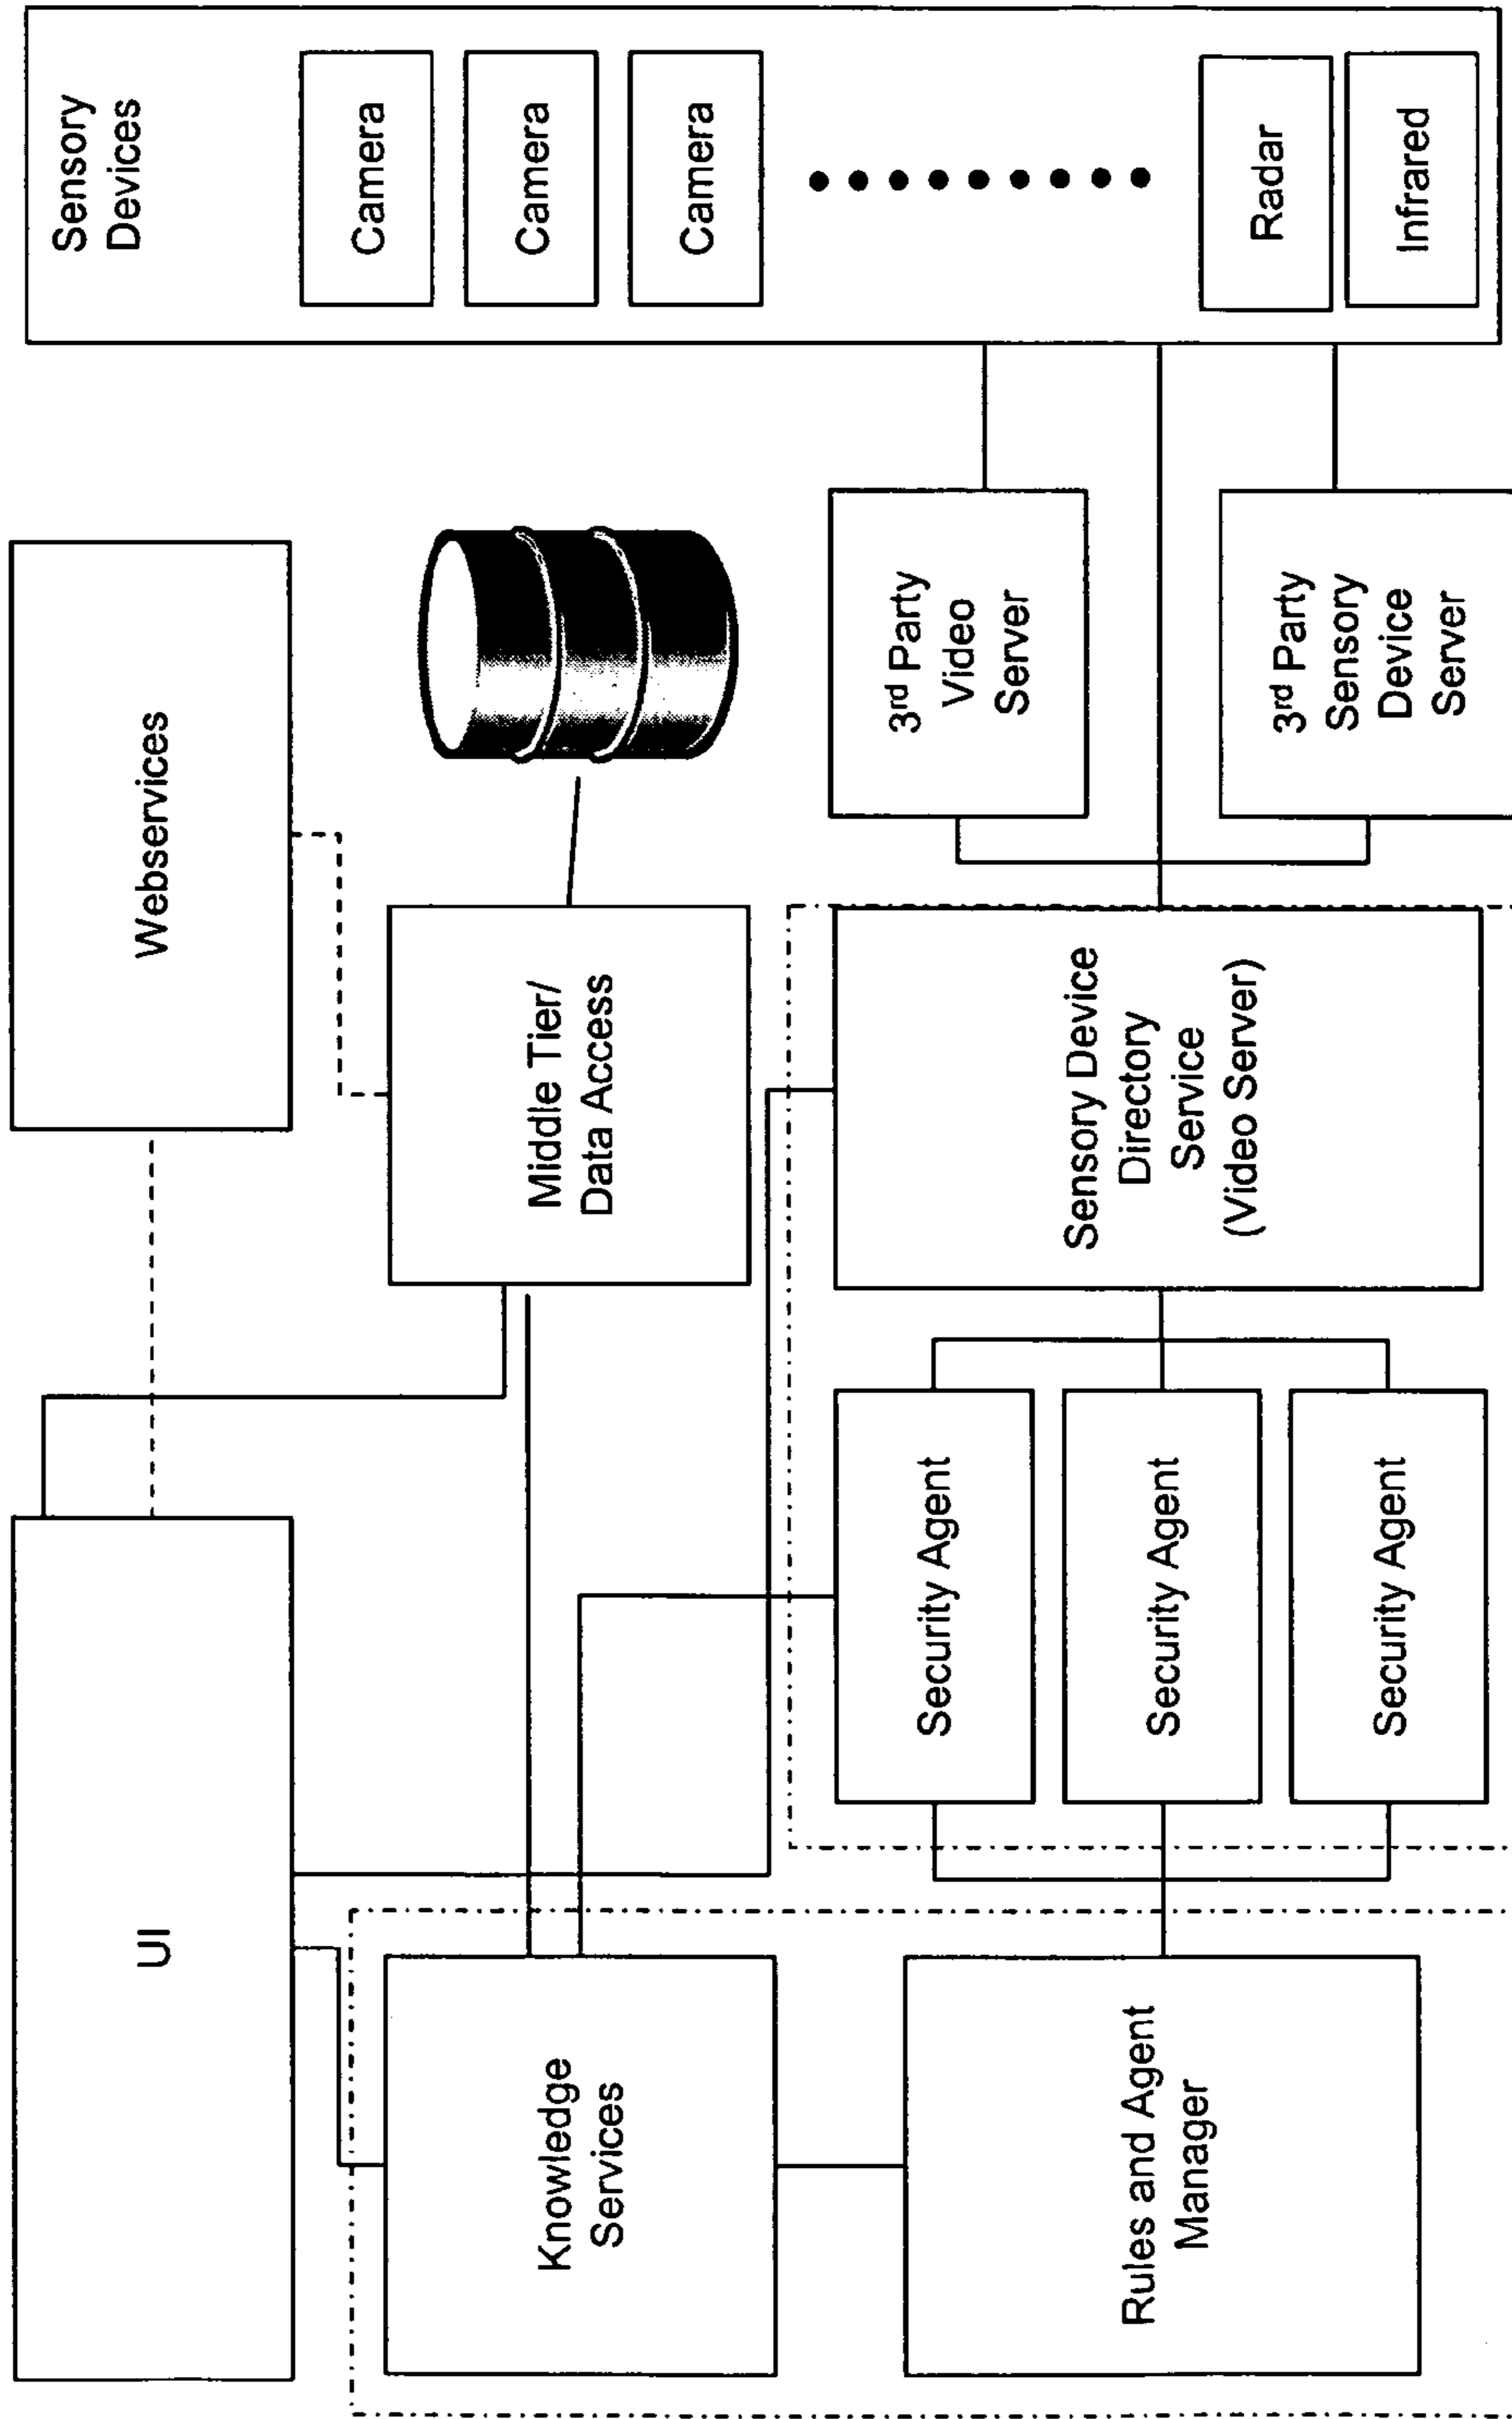 UI
Webservices
Sensory
Devices
Camera
Camera
Camera
Radar
Infrared
Knowledge
Services
Middle Tier/
Data Access
3rd Party
Video
Server
3rd Party
Sensory
Device
Server
Rules and Agent
Manager
Security Agent
Security Agent
Security Agent
Sensory Device
Directory
Service
(Video Server)